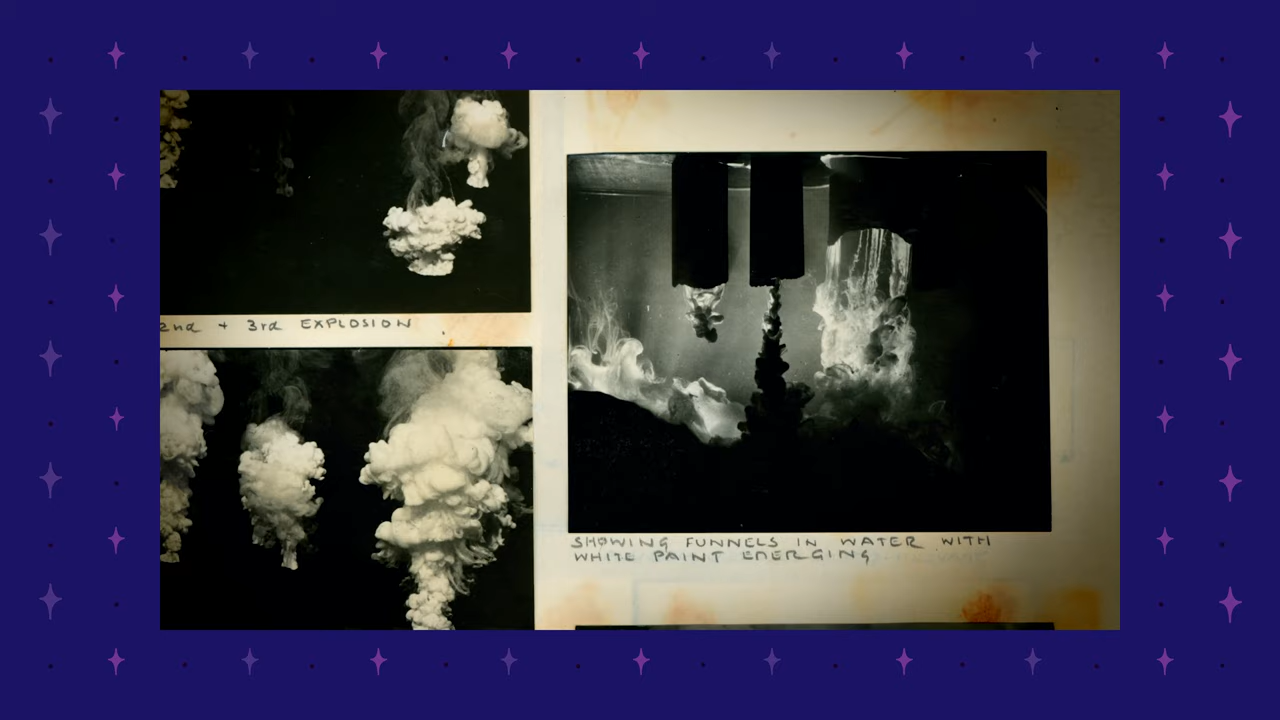 2nd + 3rd EXPLOSION
SHOWING FUNNELS IN WATER WITH
WHITE PAINT EMERGING